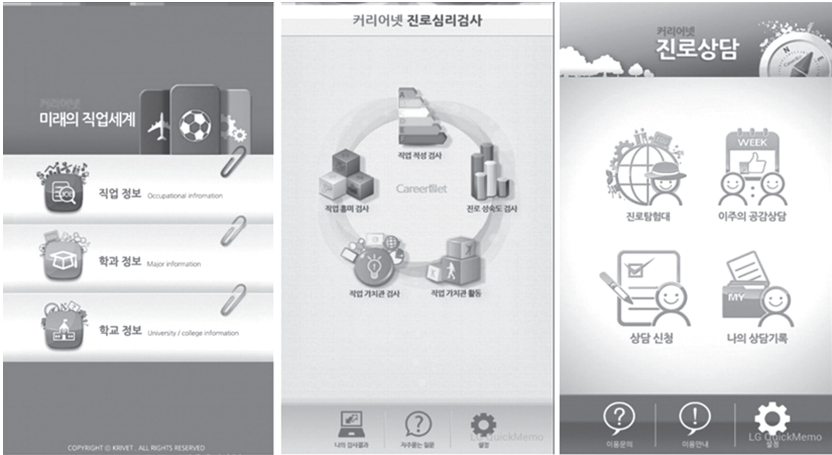 커리어넷
미래의 직업세계
직업 정보 Occupational infromation
학과 정보 Major information
학교 정보 University / college information
COPYRIGHT ⓒ KRIVET . ALL RIGHTS RESERVED
커리어넷 진로심리검사
A
직업 적성 검사
직업 흥미 검사
CareerNet
진로 성숙도 검사
직업 가치관 검사
직업 가치관 활동
나의 검사결과
자주묻는 질문
설정
LG QuickMemo
커리어넷
진로상담
N
E
WEEK
진로탐험대
이주의 공감상담
MY
상담 신청
나의 상담기록
이용문의
이용안내
설정
LG QuickMemo